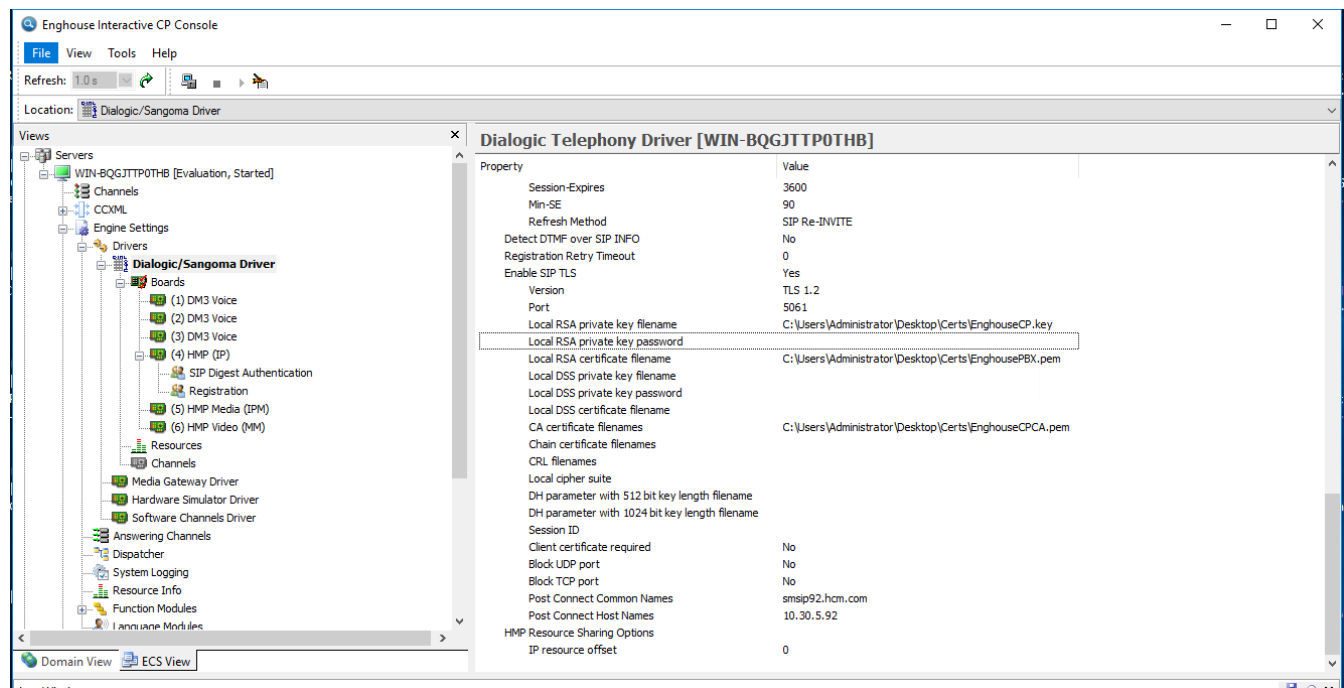 Enghouse Interactive CP Console
File View Tools Help
Refresh: 1.0 s
Location: Dialogic/Sangoma Driver
Views
Servers
WIN-BQGJTTP0THB [Evaluation, Started]
Channels
CCXML
Engine Settings
Drivers
Dialogic/Sangoma Driver
Boards
(1) DM3 Voice
(2) DM3 Voice
(3) DM3 Voice
(4) HMP (IP)
SIP Digest Authentication
Registration
(5) HMP Media (IPM)
(6) HMP Video (MM)
Resources
Channels
Media Gateway Driver
Hardware Simulator Driver
Software Channels Driver
Answering Channels
Dispatcher
System Logging
Resource Info
Function Modules
Language Modules
Domain View ECS View
Dialogic Telephony Driver [WIN-BQGJTTP0THB]
Property Value
Session-Expires 3600
Min-SE 90
Refresh Method SIP Re-INVITE
Detect DTMF over SIP INFO No
Registration Retry Timeout 0
Enable SIP TLS Yes
Version TLS 1.2
Port 5061
Local RSA private key filename C:\Users\Administrator\Desktop\Certs\EnghouseCP.key
Local RSA private key password
Local RSA certificate filename C:\Users\Administrator\Desktop\Certs\EnghousePBX.pem
Local DSS private key filename
Local DSS private key password
Local DSS certificate filename
CA certificate filenames C:\Users\Administrator\Desktop\Certs\EnghouseCPCA.pem
Chain certificate filenames
CRL filenames
Local cipher suite
DH parameter with 512 bit key length filename
DH parameter with 1024 bit key length filename
Session ID
Client certificate required No
Block UDP port No
Block TCP port No
Post Connect Common Names smsip92.hcm.com
Post Connect Host Names 10.30.5.92
HMP Resource Sharing Options
IP resource offset 0